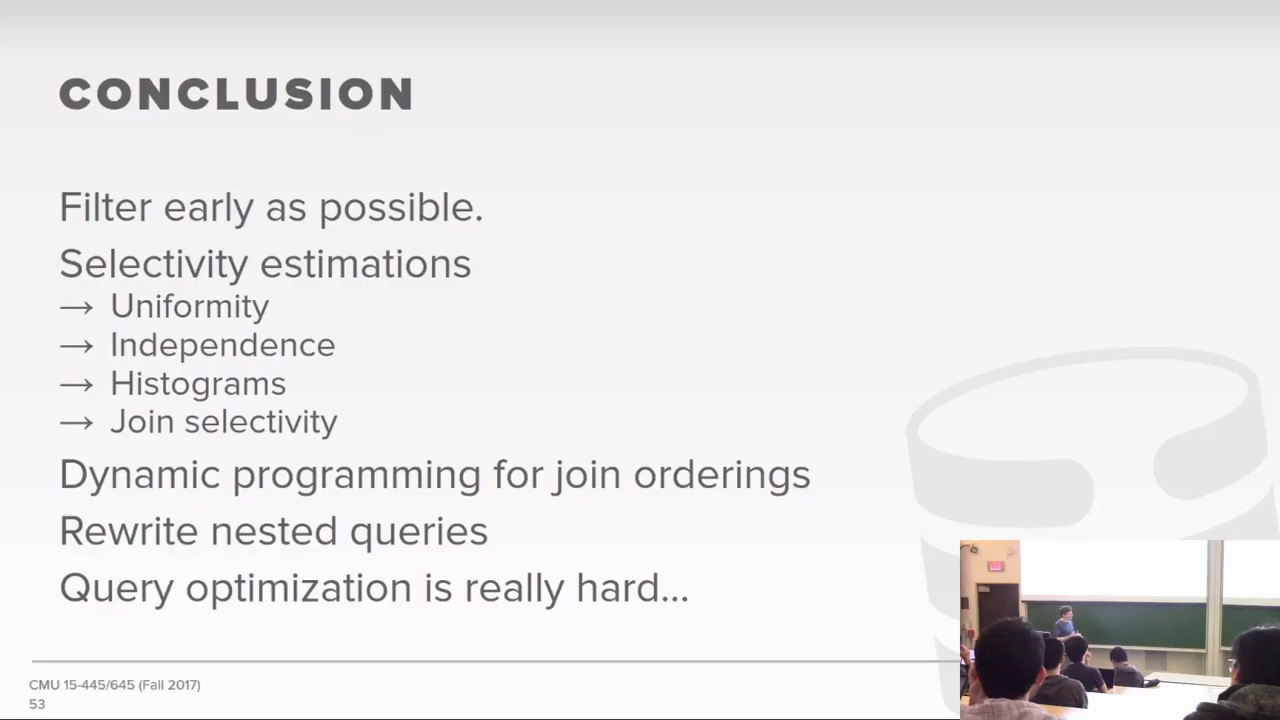 CONCLUSION
Filter early as possible.
Selectivity estimations
→ Uniformity
→ Independence
→ Histograms
→ Join selectivity
Dynamic programming for join orderings
Rewrite nested queries
Query optimization is really hard...
CMU 15-445/645 (Fall 2017)
53